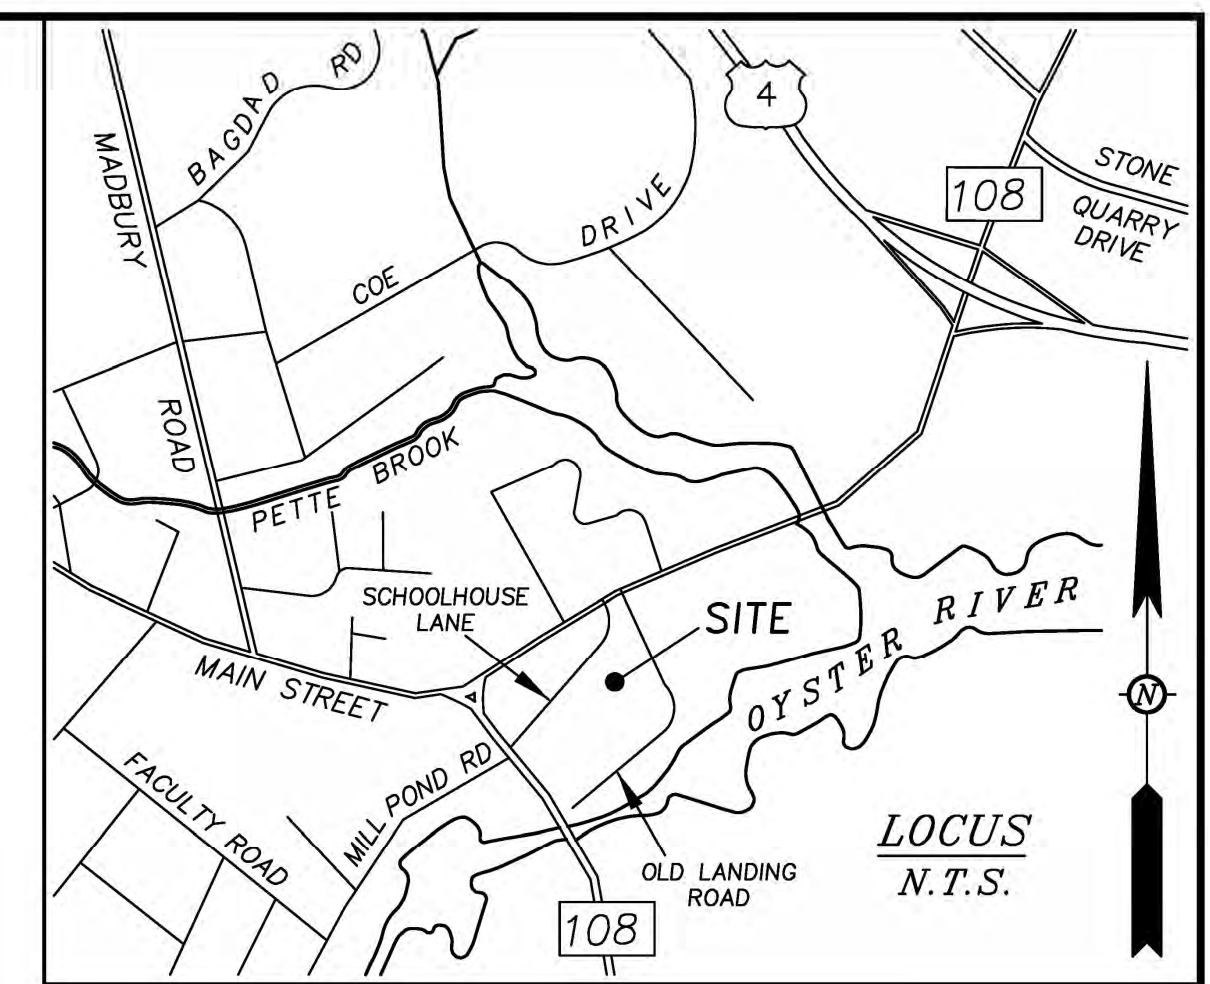 BAGDAD RD
4
MADBURY
ROAD
STONE
QUARRY
DRIVE
108
COE
DRIVE
PETTE BROOK
SCHOOLHOUSE
LANE
SITE
OYSTER RIVER
MAIN STREET
N
FACULTY ROAD
MILL POND RD
OLD LANDING
ROAD
LOCUS
N.T.S.
108